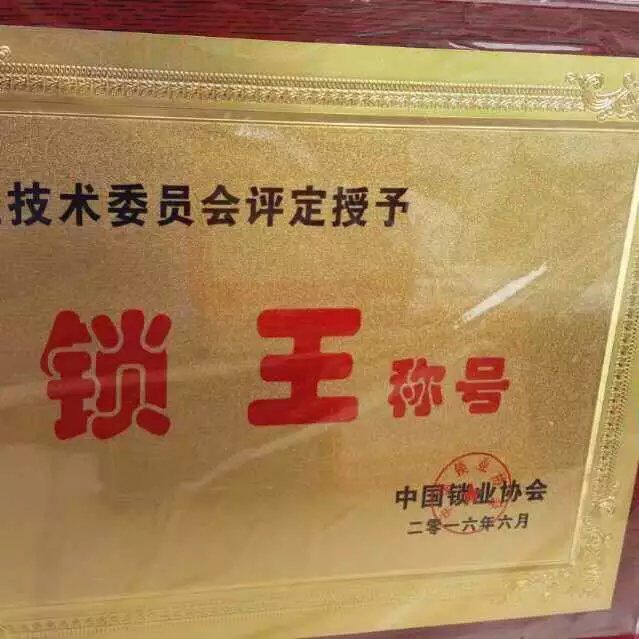 技术委员会评定授予
锁王称号
中国锁业协会
二零一六年六月